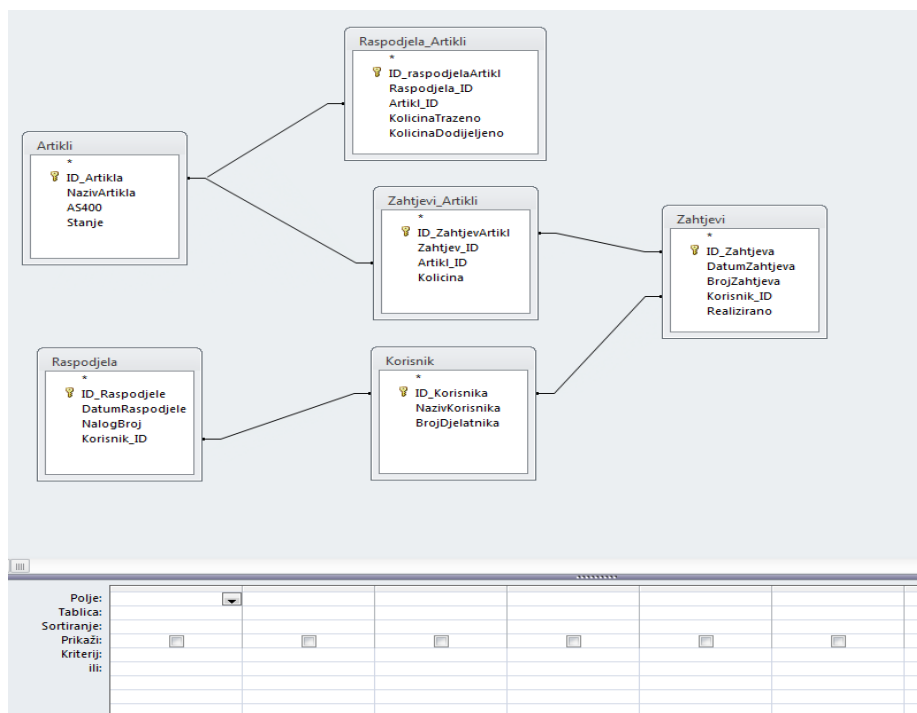 Raspodjela_Artikli
*
ID_raspodjelaArtikl
Raspodjela_ID
Artikl_ID
KolicinaTrazeno
KolicinaDodijeljeno
Artikli
*
ID_Artikla
NazivArtikla
AS400
Stanje
Zahtjevi_Artikli
*
ID_ZahtjevArtikl
Zahtjev_ID
Artikl_ID
Kolicina
Zahtjevi
*
ID_Zahtjeva
DatumZahtjeva
BrojZahtjeva
Korisnik_ID
Realizirano
Raspodjela
*
ID_Raspodjele
DatumRaspodjele
NalogBroj
Korisnik_ID
Korisnik
*
ID_Korisnika
NazivKorisnika
BrojDjelatnika
Polje:
Tablica:
Sortiranje:
Prikaži:
Kriterij:
ili: